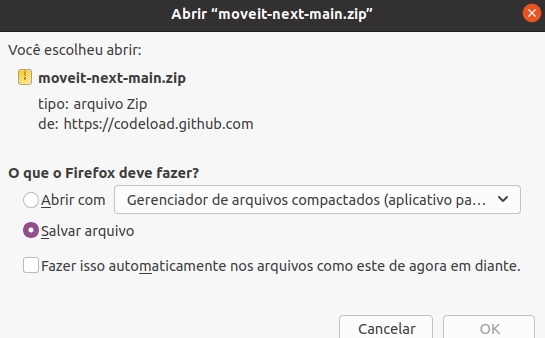 Abrir “moveit-next-main.zip”
Você escolheu abrir:
moveit-next-main.zip
tipo: arquivo Zip
de: https://codeload.github.com
O que o Firefox deve fazer?
Abrir com Gerenciador de arquivos compactados (aplicativo pa...
Salvar arquivo
Fazer isso automaticamente nos arquivos como este de agora em diante.
Cancelar OK